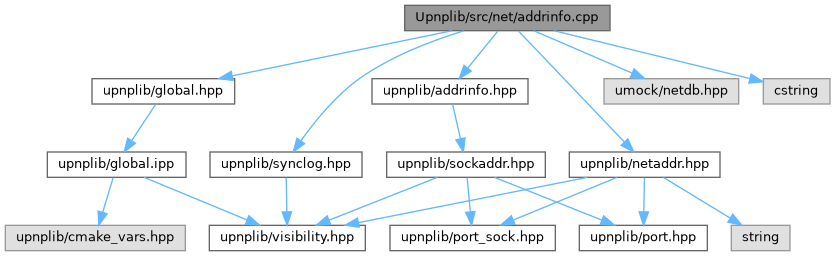 Upnplib/src/net/addrinfo.cpp
upnplib/global.hpp
upnplib/addrinfo.hpp
umock/netdb.hpp
cstring
upnplib/global.ipp
upnplib/synclog.hpp
upnplib/sockaddr.hpp
upnplib/netaddr.hpp
upnplib/cmake_vars.hpp
upnplib/visibility.hpp
upnplib/port_sock.hpp
upnplib/port.hpp
string